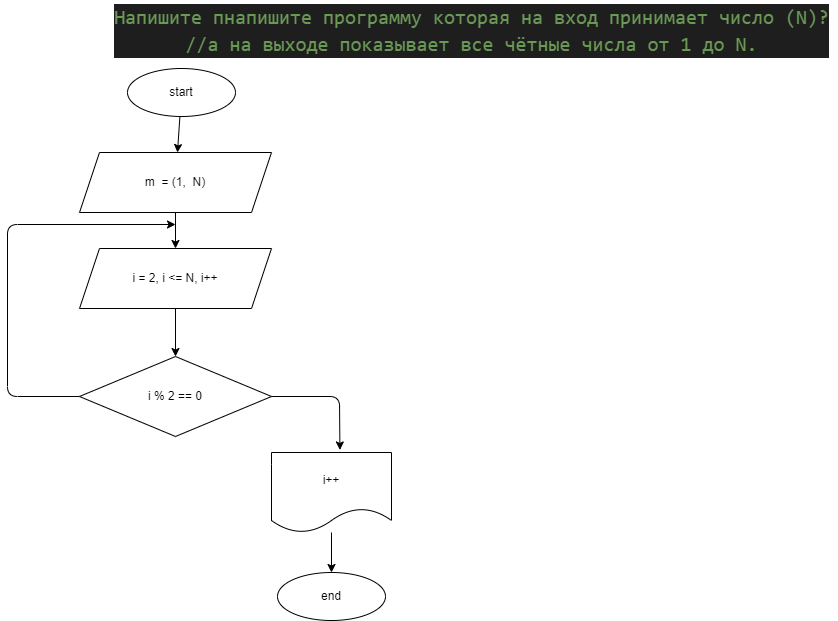 Напишите пнапишите программу которая на вход принимает число (N)?
//а на выходе показывает все чётные числа от 1 до N.
start
m = (1, N)
i = 2, i <= N, i++
i % 2 == 0
i++
end